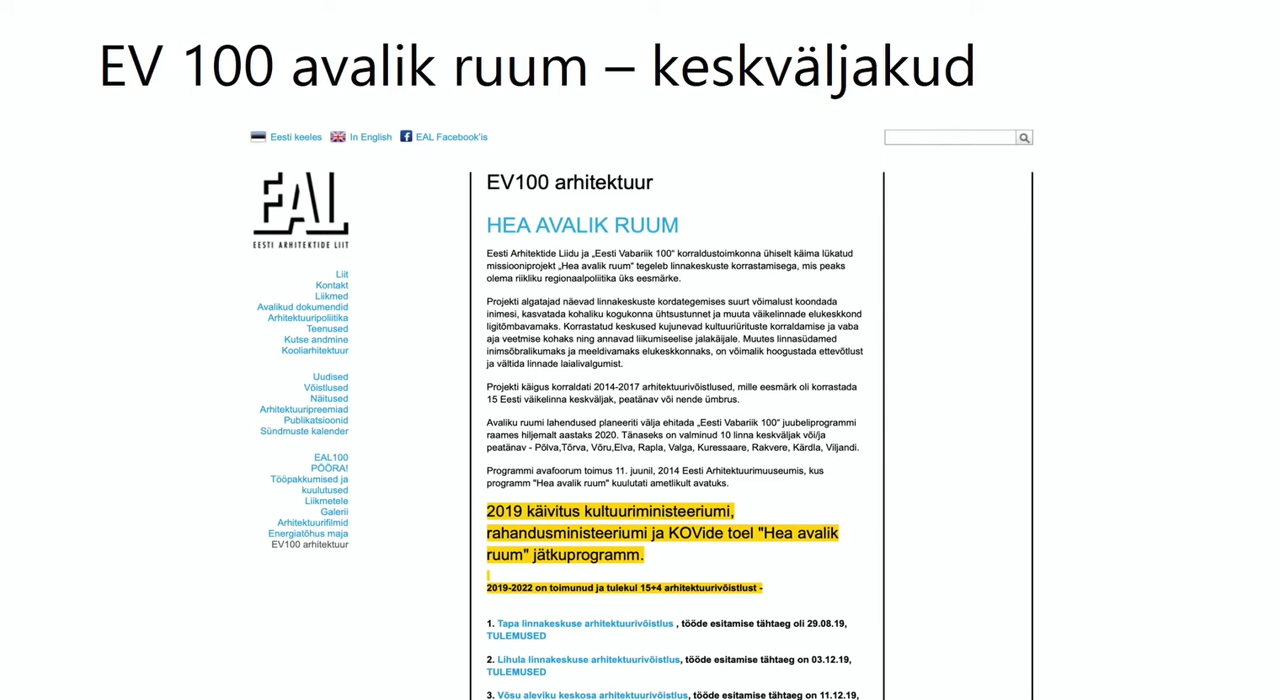 EV 100 avalik ruum – keskväljakud
Eesti keeles In English EAL Facebook'is
EAL
EESTI ARHITEKTIDE LIIT
Liit
Kontakt
Liikmed
Avalikud dokumendid
Arhitektuuripoliitika
Teenused
Kutse andmine
Kooliarhitektuur
Uudised
Võistlused
Näitused
Arhitektuuripreemiad
Publikatsioonid
Sündmuste kalender
EAL100
PÖÖRA!
Tööpakkumised ja
kuulutused
Liikmetele
Galerii
Arhitektuurifilmid
Energiatõhus maja
EV100 arhitektuur
EV100 arhitektuur
HEA AVALIK RUUM
Eesti Arhitektide Liidu ja „Eesti Vabariik 100" korraldustoimkonna ühiselt käima lükatud
missiooniprojekt „Hea avalik ruum" tegeleb linnakeskuste korrastamisega, mis peaks
olema riikliku regionaalpoliitika üks eesmärke.
Projekti algatajad näevad linnakeskuste kordategemises suurt võimalust koondada
inimesi, kasvatada kohaliku kogukonna ühtsustunnet ja muuta väikelinnade elukeskkond
ligitõmbavamaks. Korrastatud keskused kujunevad kultuuriürituste korraldamise ja vaba
aja veetmise kohaks ning annavad liikumiseelise jalakäijale. Muutes linnasüdamed
inimsõbralikumaks ja meeldivamaks elukeskkonnaks, on võimalik hoogustada ettevõtlust
ja vältida linnade laialivalgumist.
Projekti käigus korraldati 2014-2017 arhitektuurivõistlused, mille eesmärk oli korrastada
15 Eesti väikelinna keskväljak, peatänav või nende ümbrus.
Avaliku ruumi lahendused planeeriti välja ehitada „Eesti Vabariik 100" juubeliprogrammi
raames hiljemalt aastaks 2020. Tänaseks on valminud 10 linna keskväljak või/ja
peatänav - Põlva,Tõrva, Võru,Elva, Rapla, Valga, Kuressaare, Rakvere, Kärdla, Viljandi.
Programmi avafoorum toimus 11. juunil, 2014 Eesti Arhitektuurimuuseumis, kus
programm "Hea avalik ruum" kuulutati ametlikult avatuks.
2019 käivitus kultuuriministeeriumi,
rahandusministeeriumi ja KOVide toel "Hea avalik
ruum" jätkuprogramm.
2019-2022 on toimunud ja tulekul 15+4 arhitektuurivõistlust -
1. Tapa linnakeskuse arhitektuurivõistlus , tööde esitamise tähtaeg oli 29.08.19,
TULEMUSED
2. Lihula linnakeskuse arhitektuurivõistlus, tööde esitamise tähtaeg on 03.12.19,
TULEMUSED
3. Võsu aleviku keskosa arhitektuurivõistlus, tööde esitamise tähtaeg on 11.12.19,